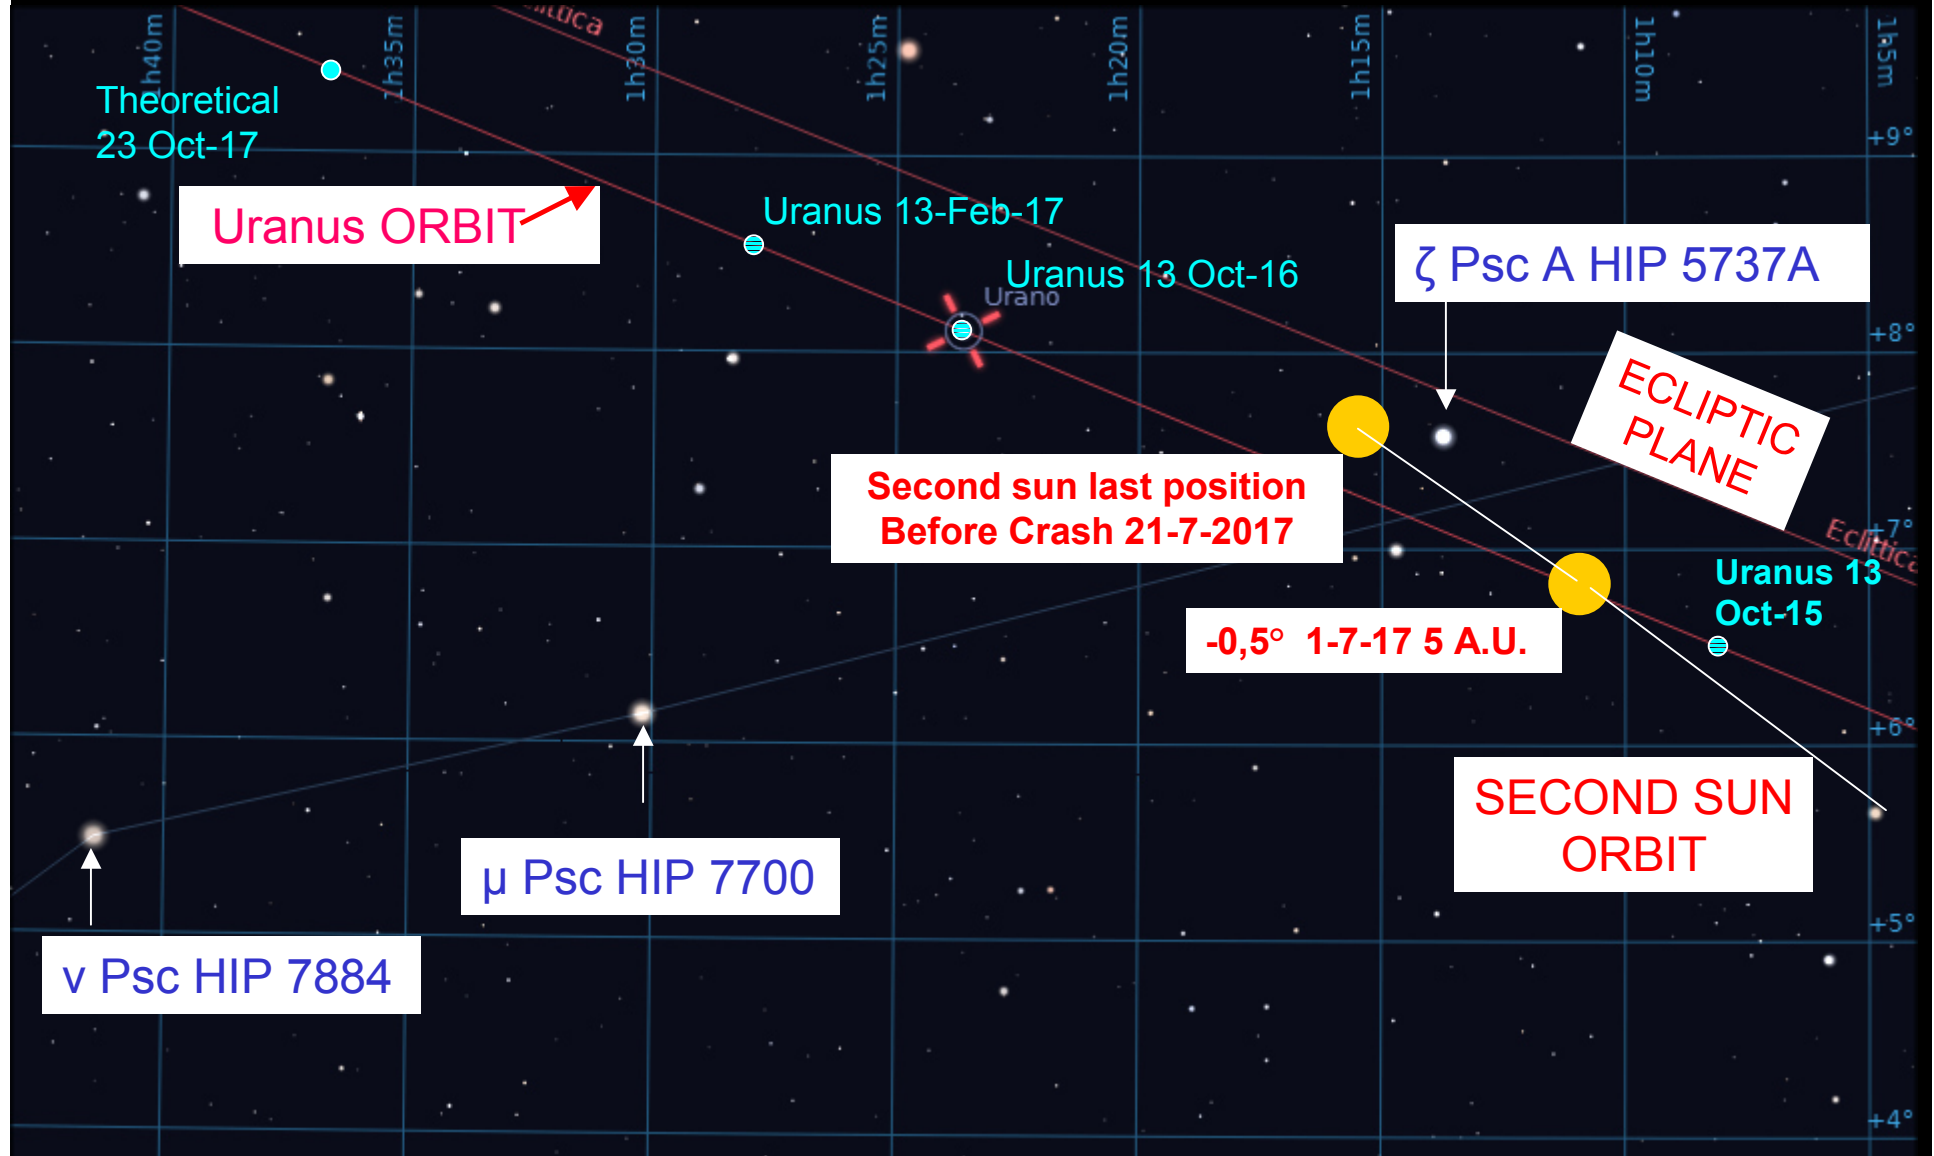 1h40m
1h35m
1h30m
1h25m
1h20m
1h15m
1h10m
1h5m
Theoretical
23 Oct-17
+9°
Uranus ORBIT
Uranus 13-Feb-17
Uranus 13 Oct-16
Urano
ζ Psc A HIP 5737A
+8°
ECLIPTIC
PLANE
Second sun last position
Before Crash 21-7-2017
+7°
Eclittica
Uranus 13
Oct-15
-0,5° 1-7-17 5 A.U.
+6°
SECOND SUN
ORBIT
μ Psc HIP 7700
+5°
ν Psc HIP 7884
+4°